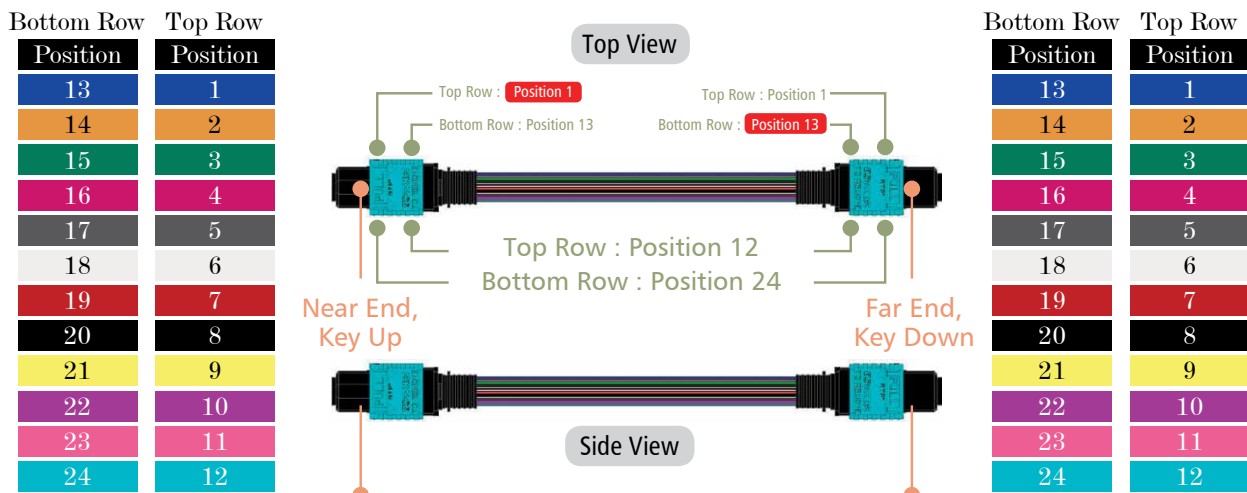 Bottom Row Top Row
Position Position
13 1
14 2
15 3
16 4
17 5
18 6
19 7
20 8
21 9
22 10
23 11
24 12
Top View
Top Row : Position 1
Bottom Row : Position 13
Top Row : Position 1
Bottom Row : Position 13
Top Row : Position 12
Bottom Row : Position 24
Near End,
Key Up
Far End,
Key Down
Side View
Bottom Row Top Row
Position Position
13 1
14 2
15 3
16 4
17 5
18 6
19 7
20 8
21 9
22 10
23 11
24 12